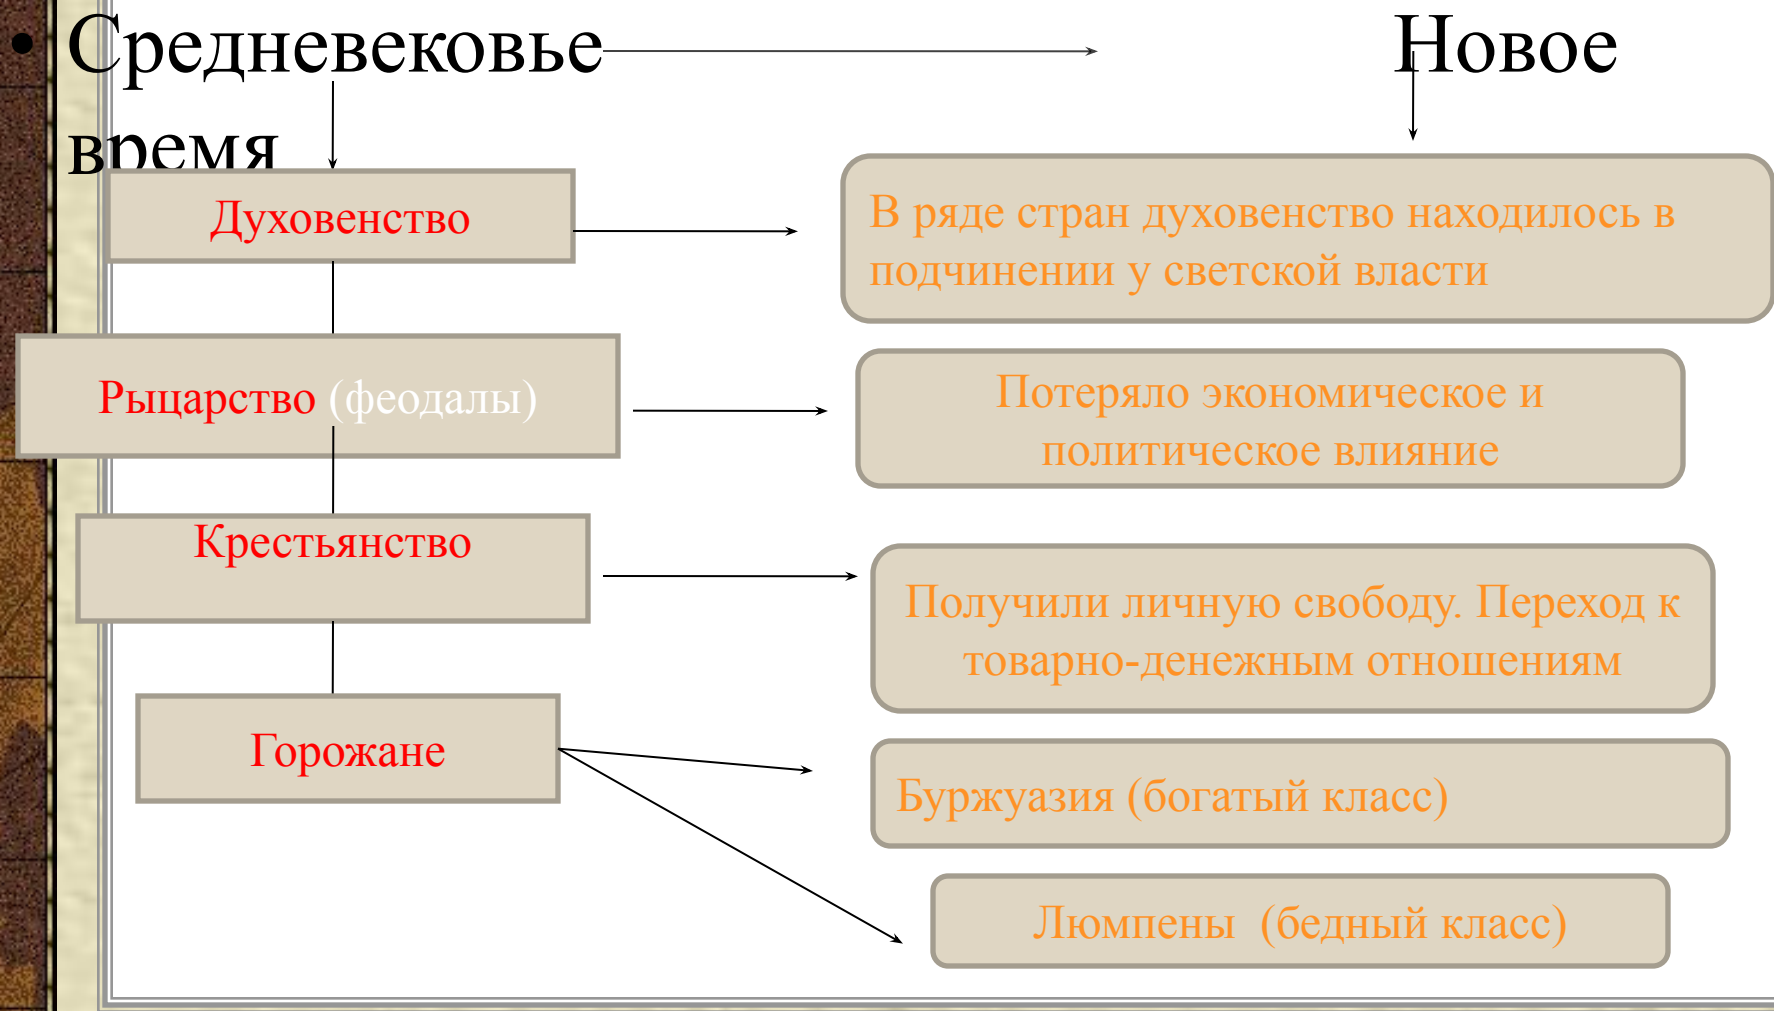 • Средневековье Новое
время
Духовенство
В ряде стран духовенство находилось в
подчинении у светской власти
Рыцарство (феодалы)
Потеряло экономическое и
политическое влияние
Крестьянство
Получили личную свободу. Переход к
товарно-денежным отношениям
Горожане
Буржуазия (богатый класс)
Люмпены (бедный класс)